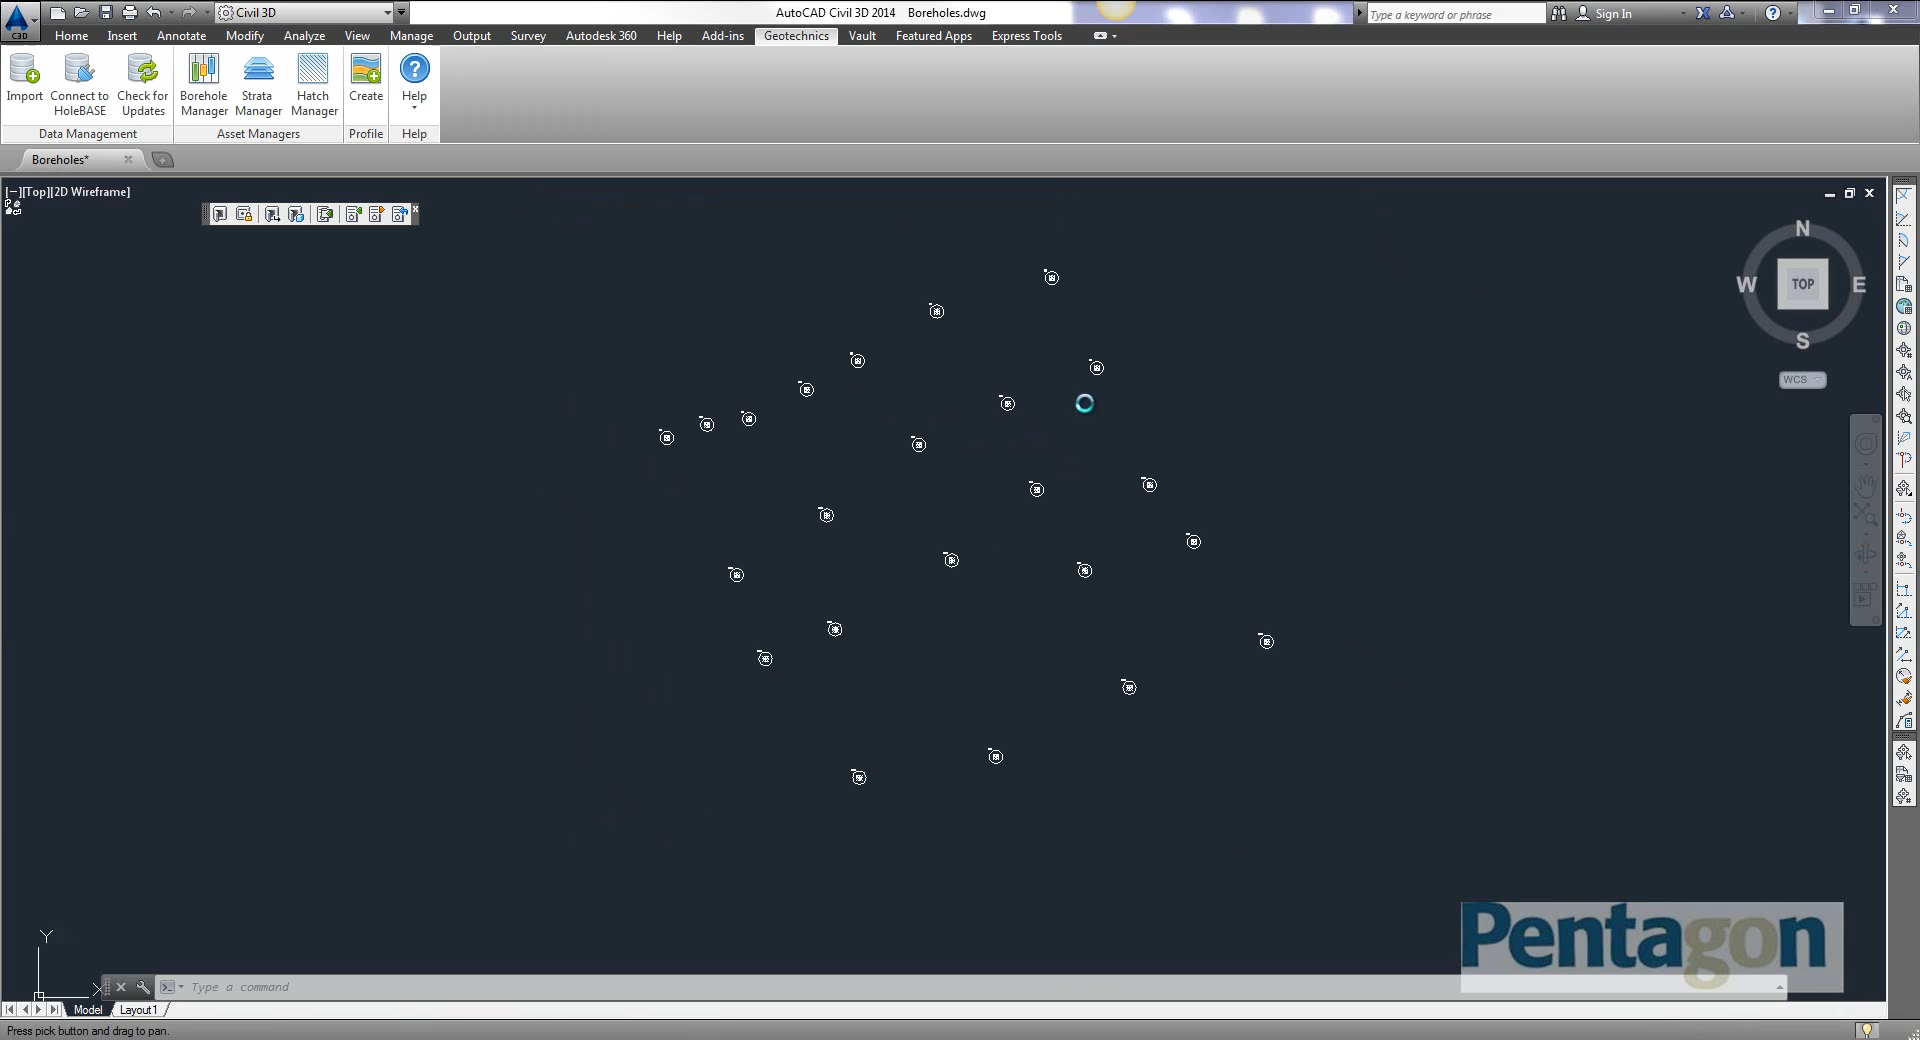 C3D
Civil 3D
AutoCAD Civil 3D 2014 Boreholes.dwg
Type a keyword or phrase
Sign In
Home Insert Annotate Modify Analyze View Manage Output Survey Autodesk 360 Help Add-ins Geotechnics Vault Featured Apps Express Tools
Import
Connect to HoleBASE
Check for Updates
Borehole Manager
Strata Manager
Hatch Manager
Create
Help
Data Management
Asset Managers
Profile
Help
Boreholes*
[−][Top][2D Wireframe]
N
W TOP E
S
WCS
Pentagon
Y
X
Type a command
Model Layout1
Press pick button and drag to pan.